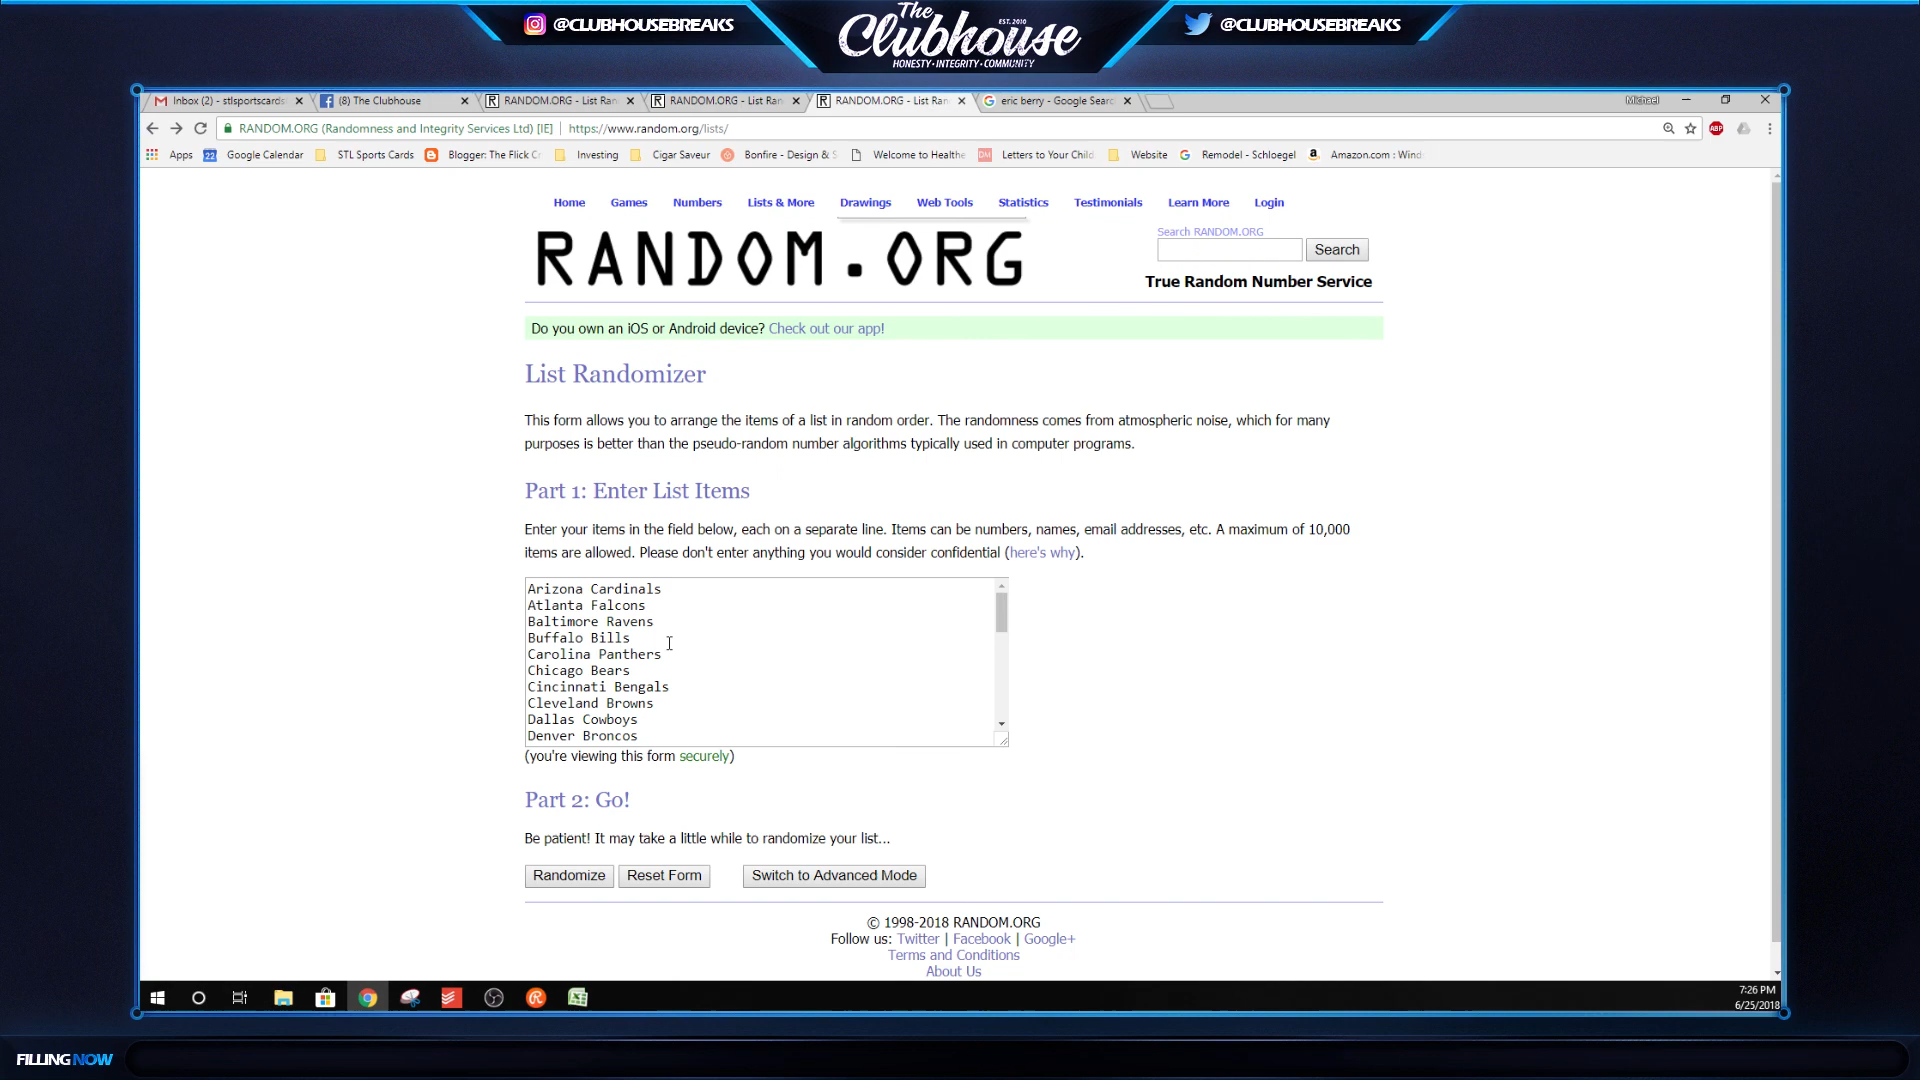 @CLUBHOUSEBREAKS
The Clubhouse
EST. 2010
HONESTY•INTEGRITY•COMMUNITY
@CLUBHOUSEBREAKS
Inbox (2) - stlsportscards
(8) The Clubhouse
RANDOM.ORG - List Ran
RANDOM.ORG - List Ran
RANDOM.ORG - List Ran
eric berry - Google Searc
Michael
RANDOM.ORG (Randomness and Integrity Services Ltd) [IE]
https://www.random.org/lists/
ABP
Apps
22
Google Calendar
STL Sports Cards
Blogger: The Flick Cr
Investing
Cigar Saveur
Bonfire - Design & S
Welcome to Healthe
DM
Letters to Your Child
Website
Remodel - Schloegel
Amazon.com : Wind
Home Games Numbers Lists & More Drawings Web Tools Statistics Testimonials Learn More Login
RANDOM.ORG
Search RANDOM.ORG
Search
True Random Number Service
Do you own an iOS or Android device? Check out our app!
List Randomizer
This form allows you to arrange the items of a list in random order. The randomness comes from atmospheric noise, which for many
purposes is better than the pseudo-random number algorithms typically used in computer programs.
Part 1: Enter List Items
Enter your items in the field below, each on a separate line. Items can be numbers, names, email addresses, etc. A maximum of 10,000
items are allowed. Please don't enter anything you would consider confidential (here's why).
Arizona Cardinals
Atlanta Falcons
Baltimore Ravens
Buffalo Bills
Carolina Panthers
Chicago Bears
Cincinnati Bengals
Cleveland Browns
Dallas Cowboys
Denver Broncos
(you're viewing this form securely)
Part 2: Go!
Be patient! It may take a little while to randomize your list...
Randomize
Reset Form
Switch to Advanced Mode
© 1998-2018 RANDOM.ORG
Follow us: Twitter | Facebook | Google+
Terms and Conditions
About Us
7:26 PM
6/25/2018
FILLING NOW